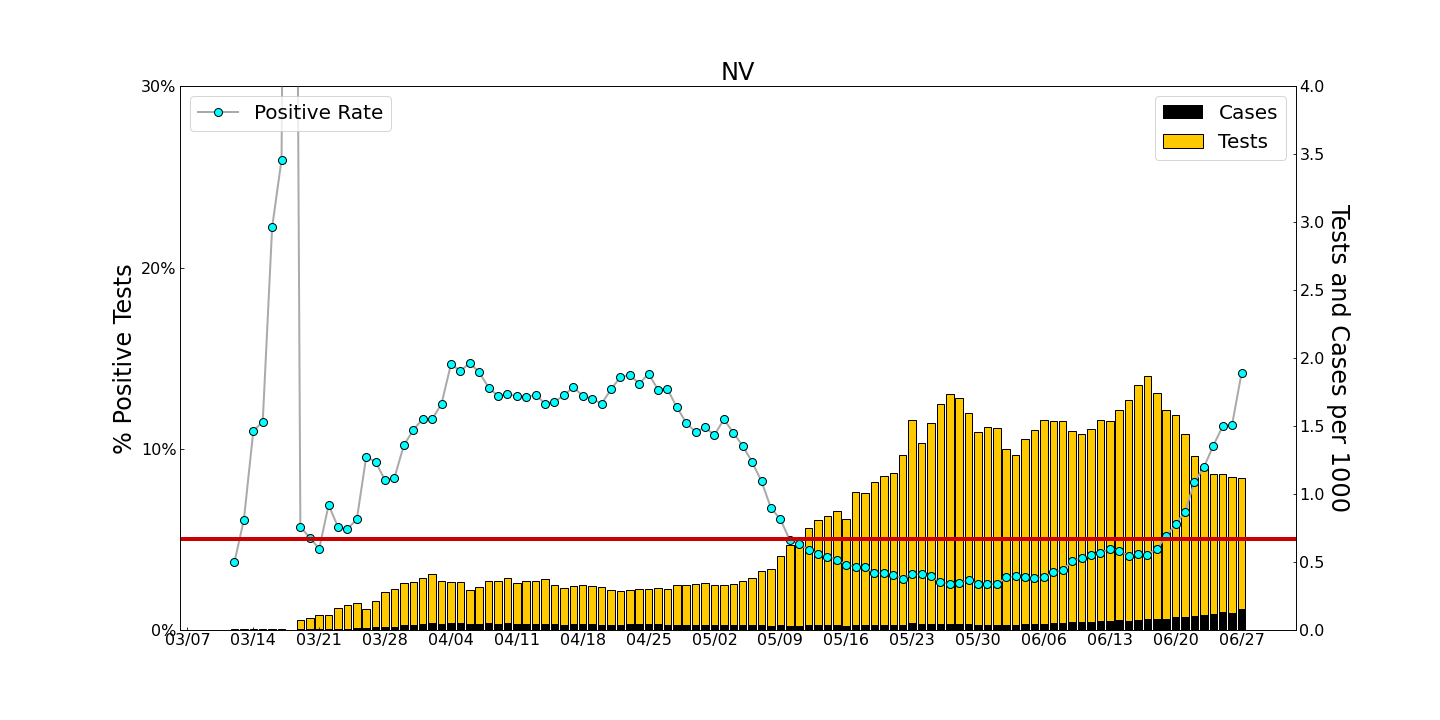 NV
30%
20%
10%
0%
% Positive Tests
Positive Rate
Cases
Tests
4.0
3.5
3.0
2.5
2.0
1.5
1.0
0.5
0.0
Tests and Cases per 1000
03/07 03/14 03/21 03/28 04/04 04/11 04/18 04/25 05/02 05/09 05/16 05/23 05/30 06/06 06/13 06/20 06/27